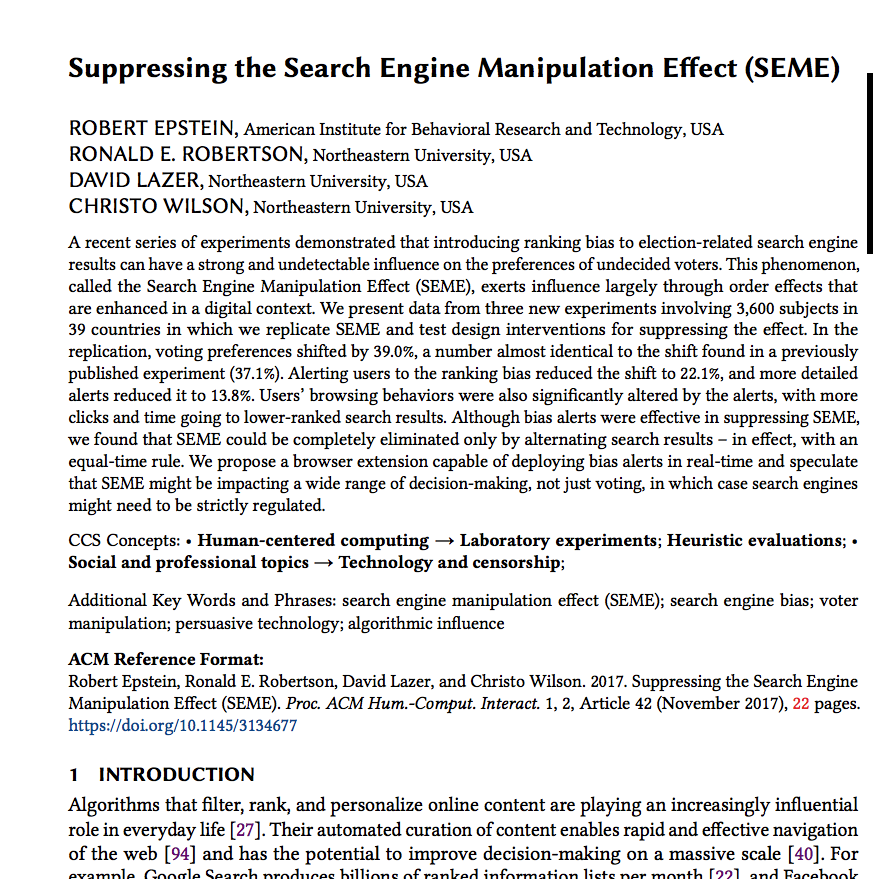 Suppressing the Search Engine Manipulation Effect (SEME)
ROBERT EPSTEIN, American Institute for Behavioral Research and Technology, USA
RONALD E. ROBERTSON, Northeastern University, USA
DAVID LAZER, Northeastern University, USA
CHRISTO WILSON, Northeastern University, USA
A recent series of experiments demonstrated that introducing ranking bias to election-related search engine
results can have a strong and undetectable influence on the preferences of undecided voters. This phenomenon,
called the Search Engine Manipulation Effect (SEME), exerts influence largely through order effects that
are enhanced in a digital context. We present data from three new experiments involving 3,600 subjects in
39 countries in which we replicate SEME and test design interventions for suppressing the effect. In the
replication, voting preferences shifted by 39.0%, a number almost identical to the shift found in a previously
published experiment (37.1%). Alerting users to the ranking bias reduced the shift to 22.1%, and more detailed
alerts reduced it to 13.8%. Users' browsing behaviors were also significantly altered by the alerts, with more
clicks and time going to lower-ranked search results. Although bias alerts were effective in suppressing SEME,
we found that SEME could be completely eliminated only by alternating search results – in effect, with an
equal-time rule. We propose a browser extension capable of deploying bias alerts in real-time and speculate
that SEME might be impacting a wide range of decision-making, not just voting, in which case search engines
might need to be strictly regulated.
CCS Concepts: • Human-centered computing → Laboratory experiments; Heuristic evaluations; •
Social and professional topics → Technology and censorship;
Additional Key Words and Phrases: search engine manipulation effect (SEME); search engine bias; voter
manipulation; persuasive technology; algorithmic influence
ACM Reference Format:
Robert Epstein, Ronald E. Robertson, David Lazer, and Christo Wilson. 2017. Suppressing the Search Engine
Manipulation Effect (SEME). Proc. ACM Hum.-Comput. Interact. 1, 2, Article 42 (November 2017), 22 pages.
https://doi.org/10.1145/3134677
1 INTRODUCTION
Algorithms that filter, rank, and personalize online content are playing an increasingly influential
role in everyday life [27]. Their automated curation of content enables rapid and effective navigation
of the web [94] and has the potential to improve decision-making on a massive scale [40]. For
example, Google Search produces billions of ranked information lists per month [22], and Facebook